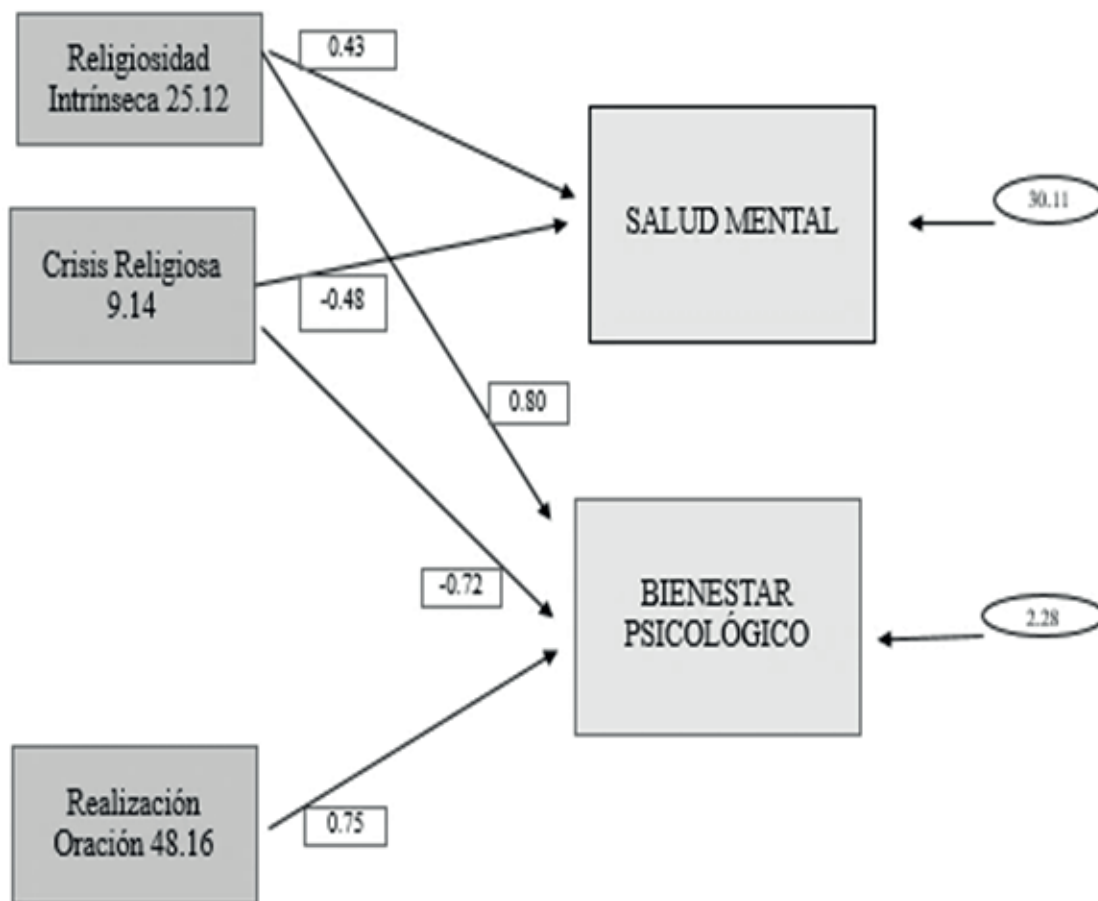 Religiosidad
Intrínseca 25.12
0.43
SALUD MENTAL
30.11
Crisis Religiosa
9.14
-0.48
0.80
-0.72
BIENESTAR
PSICOLÓGICO
2.28
Realización
Oración 48.16
0.75